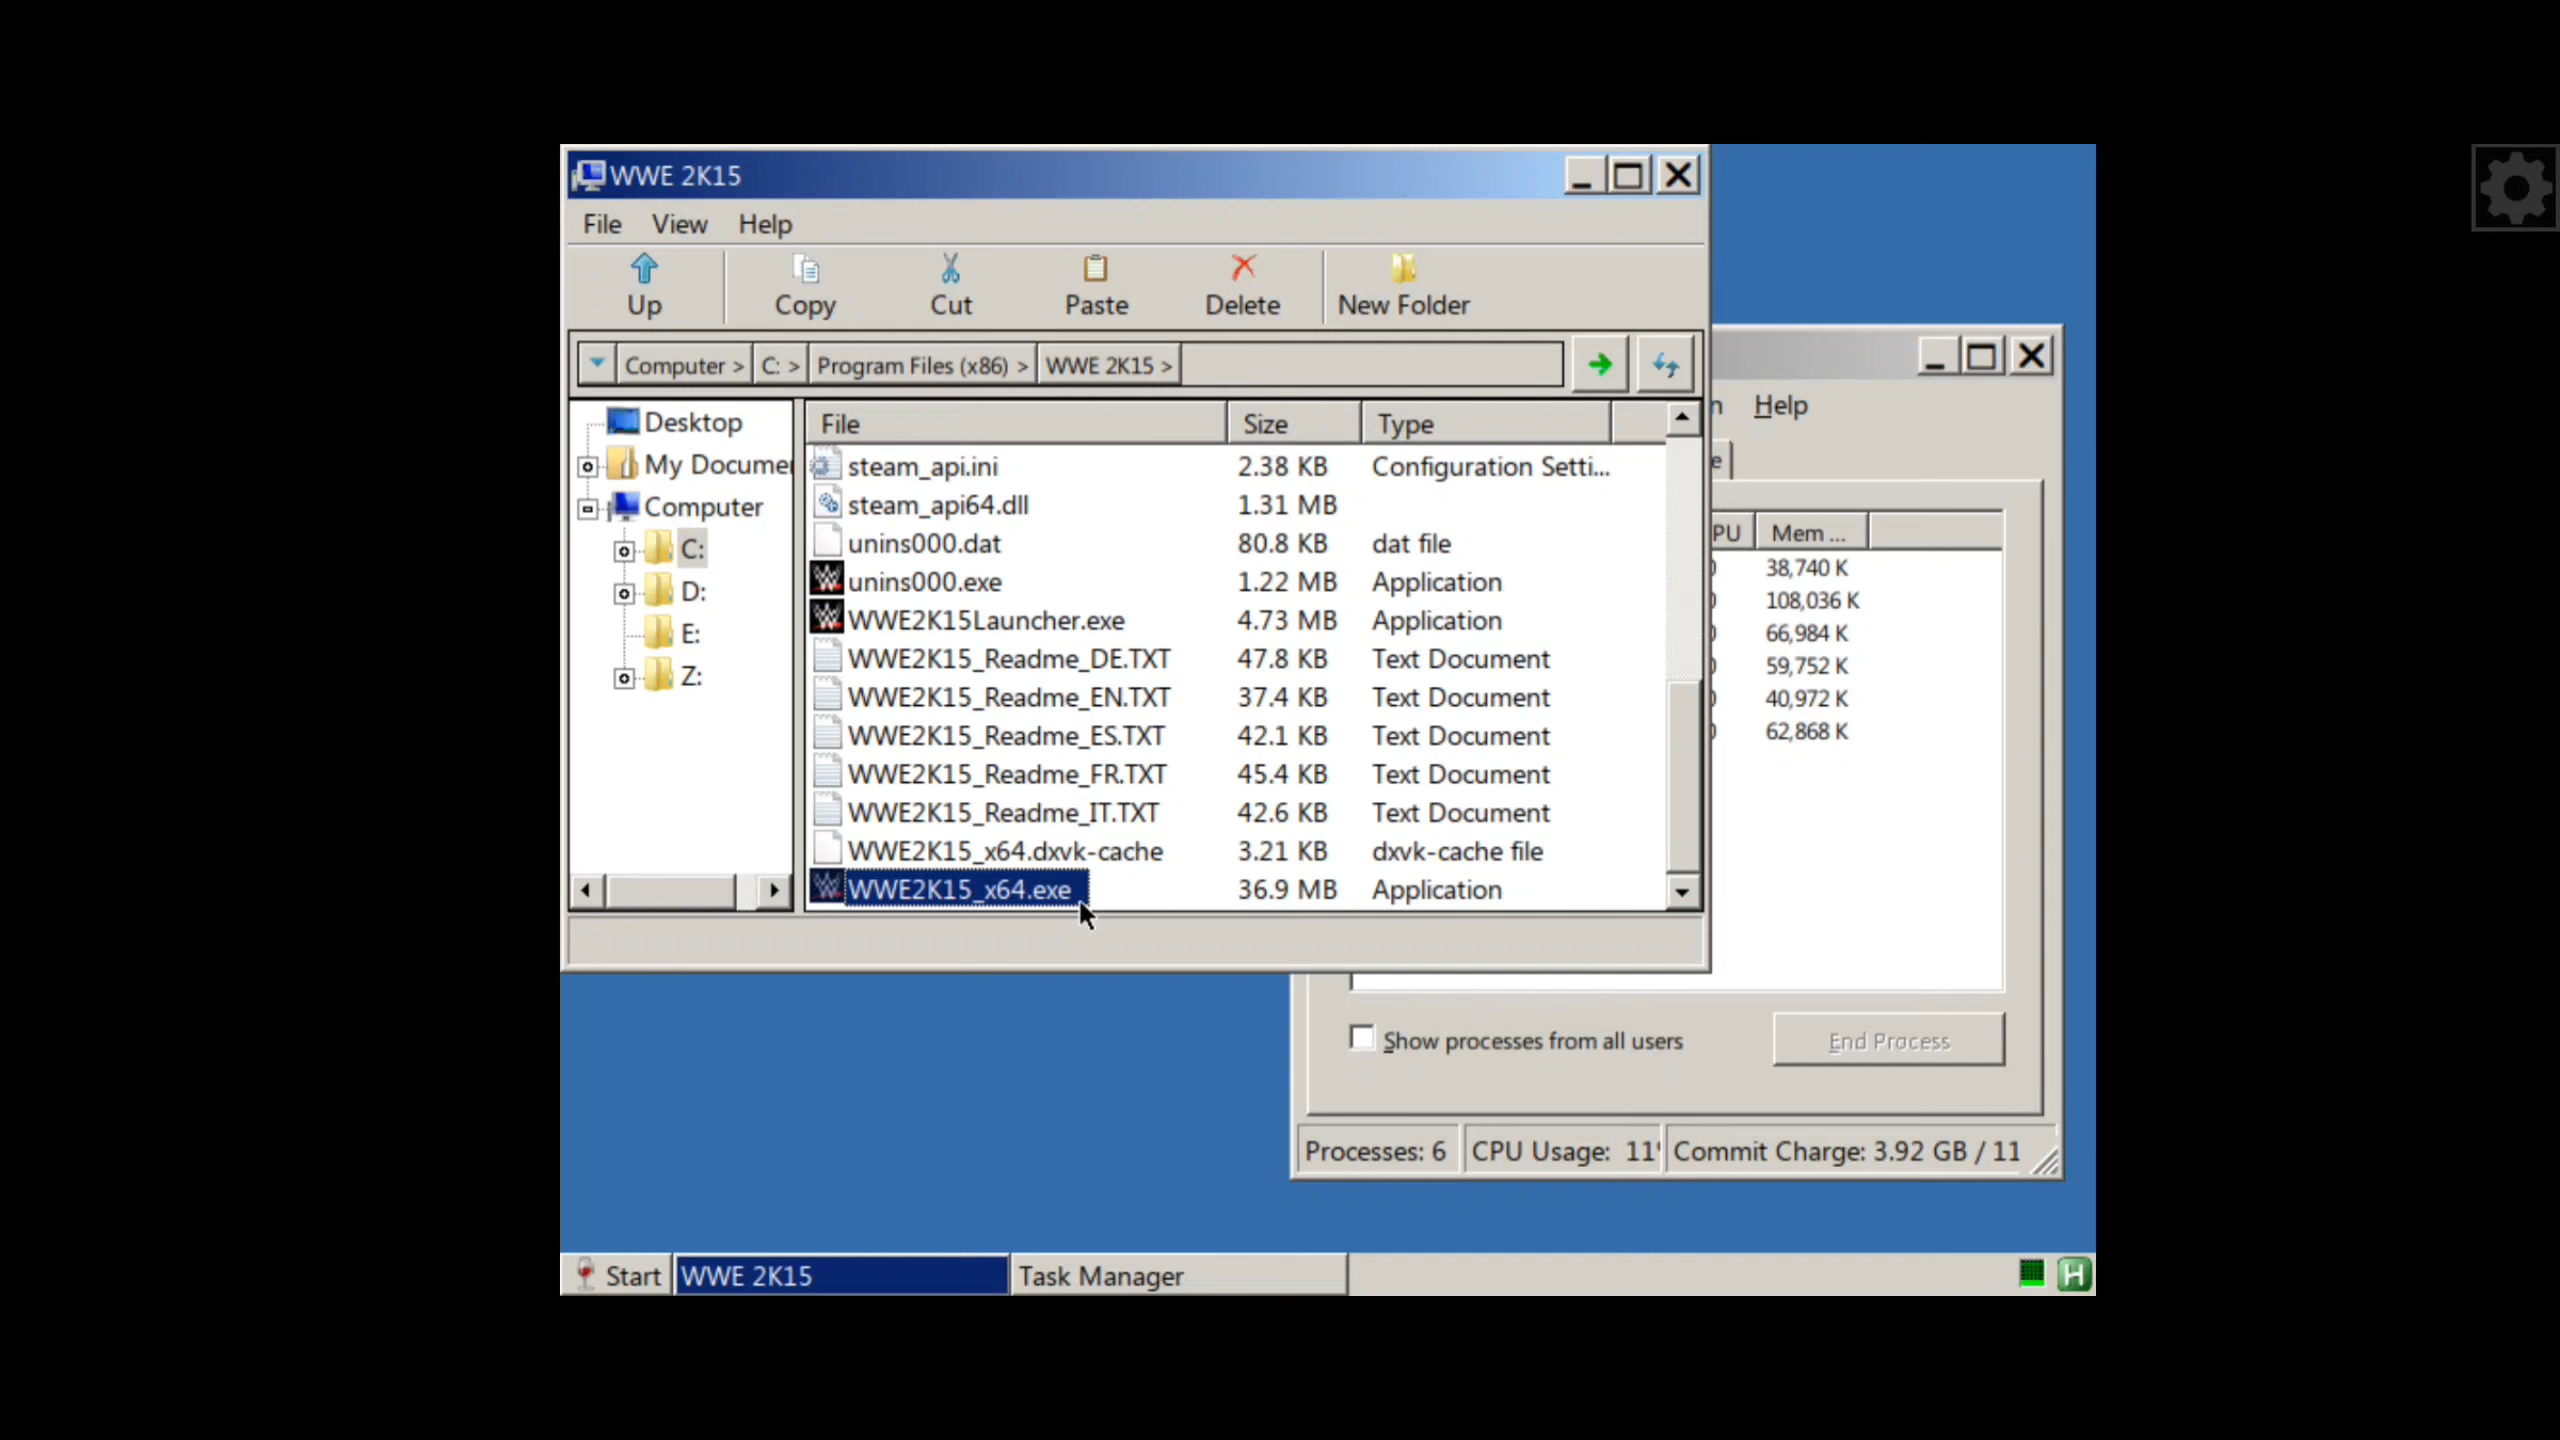 WWE 2K15
File View Help
Up Copy Cut Paste Delete New Folder
Computer > C: > Program Files (x86) > WWE 2K15 >
Desktop
My Docume
Computer
C:
D:
E:
Z:
File Size Type
steam_api.ini 2.38 KB Configuration Setti...
steam_api64.dll 1.31 MB
unins000.dat 80.8 KB dat file
unins000.exe 1.22 MB Application
WWE2K15Launcher.exe 4.73 MB Application
WWE2K15_Readme_DE.TXT 47.8 KB Text Document
WWE2K15_Readme_EN.TXT 37.4 KB Text Document
WWE2K15_Readme_ES.TXT 42.1 KB Text Document
WWE2K15_Readme_FR.TXT 45.4 KB Text Document
WWE2K15_Readme_IT.TXT 42.6 KB Text Document
WWE2K15_x64.dxvk-cache 3.21 KB dxvk-cache file
WWE2K15_x64.exe 36.9 MB Application
Help
PU Mem ...
38,740 K
108,036 K
66,984 K
59,752 K
40,972 K
62,868 K
Show processes from all users End Process
Processes: 6 CPU Usage: 11 Commit Charge: 3.92 GB / 11
Start WWE 2K15 Task Manager H